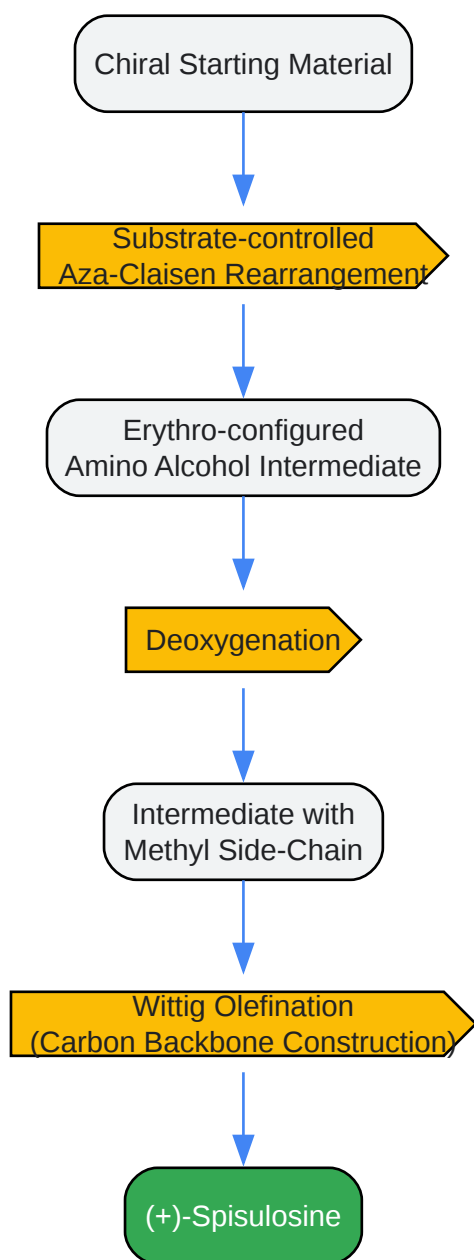 Chiral Starting Material
Substrate-controlled
Aza-Claisen Rearrangement
Erythro-configured
Amino Alcohol Intermediate
Deoxygenation
Intermediate with
Methyl Side-Chain
Wittig Olefination
(Carbon Backbone Construction)
(+)-Spisulosine